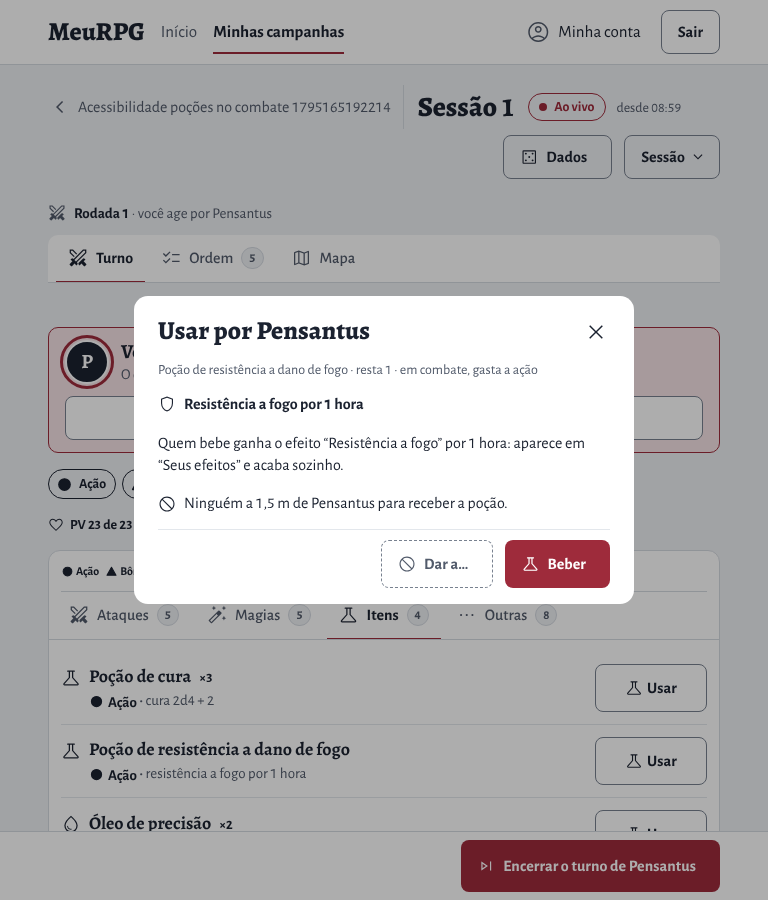 MeuRPG Início Minhas campanhas Minha conta Sair
Acessibilidade poções no combate 1795165192214 Sessão 1 Ao vivo desde 08:59
Dados Sessão
Rodada 1 · você age por Pensantus
Turno Ordem 5 Mapa
Usar por Pensantus
P
Poção de resistência a dano de fogo · resta 1 · em combate, gasta a ação
Resistência a fogo por 1 hora
Quem bebe ganha o efeito “Resistência a fogo” por 1 hora: aparece em
“Seus efeitos” e acaba sozinho.
Ação
Ninguém a 1,5 m de Pensantus para receber a poção.
PV 23 de 23
Dar a... Beber
Ação
Ataques 5 Magias 5 Itens 4 Outras 8
Poção de cura ×3
Ação · cura 2d4 + 2
Usar
Poção de resistência a dano de fogo
Ação · resistência a fogo por 1 hora
Usar
Óleo de precisão ×2
Encerrar o turno de Pensantus